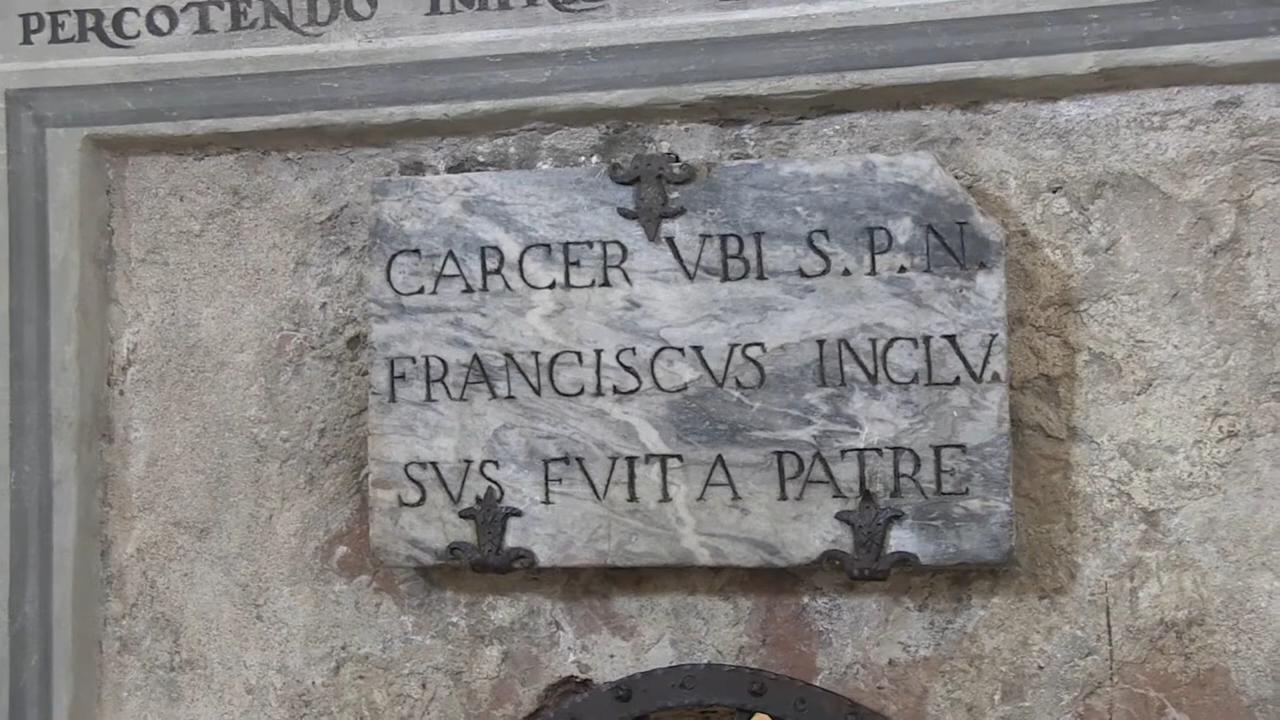 PERCOTENDO
CARCER VBI S.P.N.
FRANCISCVS INCLV.
SVS FVIT A PATRE